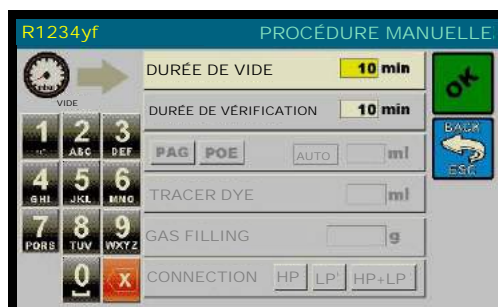 R1234yf PROCÉDURE MANUELLE
VIDE
DURÉE DE VIDE 10 min
DURÉE DE VÉRIFICATION 10 min
PAG POE AUTO ml
TRACER DYE ml
GAS FILLING g
CONNECTION HP LP HP+LP
1 2 ABC 3 DEF
4 GHI 5 JKL 6 MNO
7 PQRS 8 TUV 9 WXYZ
0 X
OK
BACK
ESC